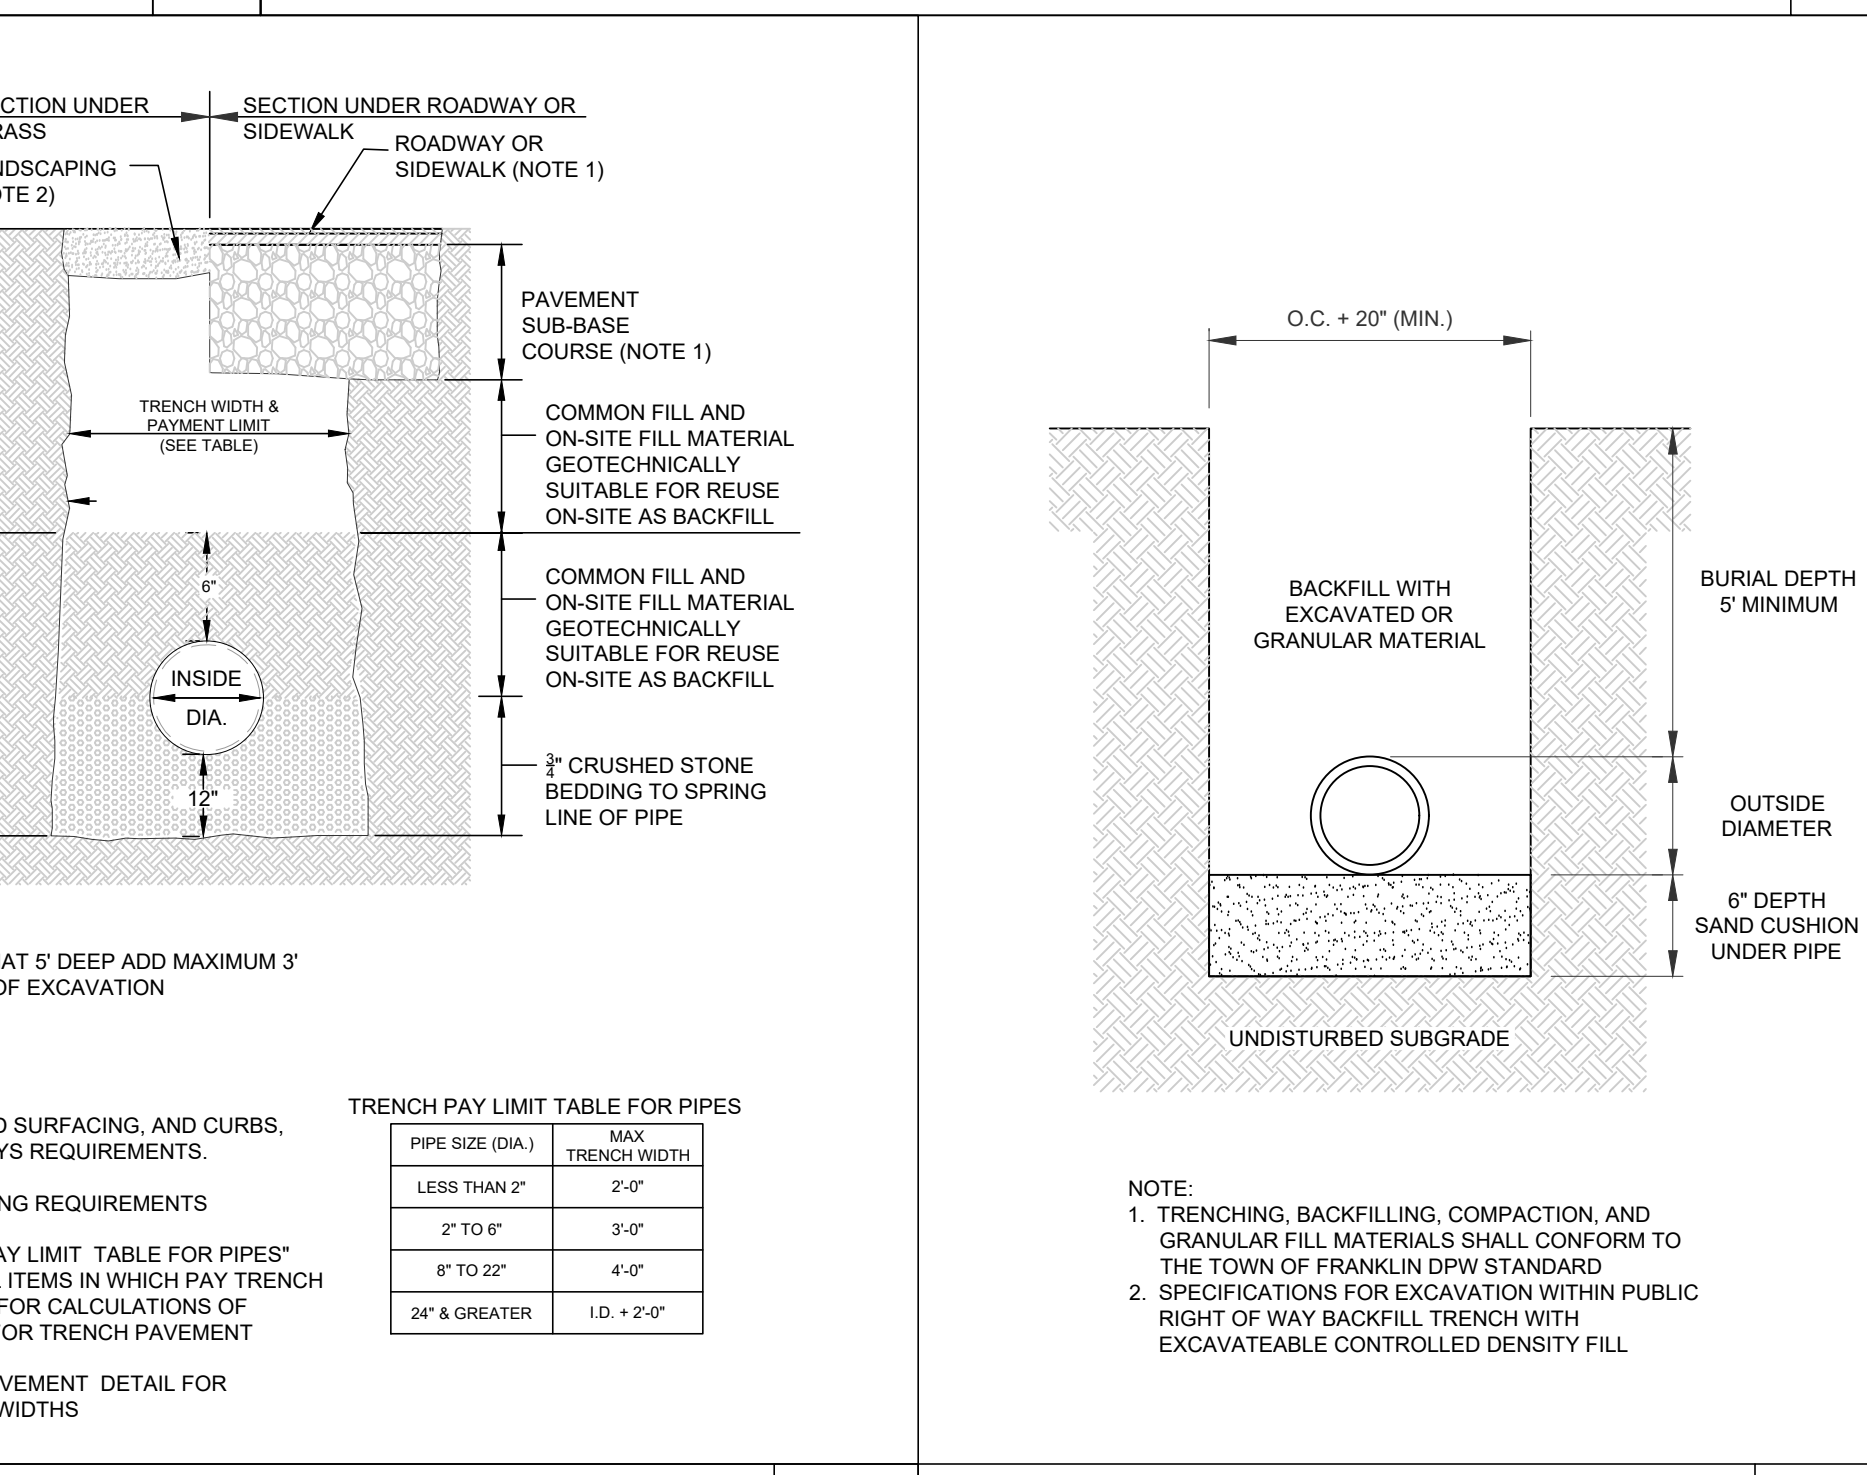 CTION UNDER
RASS
SECTION UNDER ROADWAY OR
SIDEWALK
NDSCAPING
OTE 2)
ROADWAY OR
SIDEWALK (NOTE 1)
PAVEMENT
SUB-BASE
COURSE (NOTE 1)
TRENCH WIDTH &
PAYMENT LIMIT
(SEE TABLE)
COMMON FILL AND
ON-SITE FILL MATERIAL
GEOTECHNICALLY
SUITABLE FOR REUSE
ON-SITE AS BACKFILL
6"
COMMON FILL AND
ON-SITE FILL MATERIAL
GEOTECHNICALLY
SUITABLE FOR REUSE
ON-SITE AS BACKFILL
INSIDE
DIA.
12"
3/4" CRUSHED STONE
BEDDING TO SPRING
LINE OF PIPE
HAT 5' DEEP ADD MAXIMUM 3'
OF EXCAVATION
D SURFACING, AND CURBS,
YS REQUIREMENTS.
NG REQUIREMENTS
AY LIMIT TABLE FOR PIPES"
L ITEMS IN WHICH PAY TRENCH
FOR CALCULATIONS OF
FOR TRENCH PAVEMENT
VEMENT DETAIL FOR
WIDTHS
TRENCH PAY LIMIT TABLE FOR PIPES
PIPE SIZE (DIA.)
MAX
TRENCH WIDTH
LESS THAN 2"
2'-0"
2" TO 6"
3'-0"
8" TO 22"
4'-0"
24" & GREATER
I.D. + 2'-0"
O.C. + 20" (MIN.)
BACKFILL WITH
EXCAVATED OR
GRANULAR MATERIAL
BURIAL DEPTH
5' MINIMUM
OUTSIDE
DIAMETER
6" DEPTH
SAND CUSHION
UNDER PIPE
UNDISTURBED SUBGRADE
NOTE:
1. TRENCHING, BACKFILLING, COMPACTION, AND
GRANULAR FILL MATERIALS SHALL CONFORM TO
THE TOWN OF FRANKLIN DPW STANDARD
2. SPECIFICATIONS FOR EXCAVATION WITHIN PUBLIC
RIGHT OF WAY BACKFILL TRENCH WITH
EXCAVATEABLE CONTROLLED DENSITY FILL